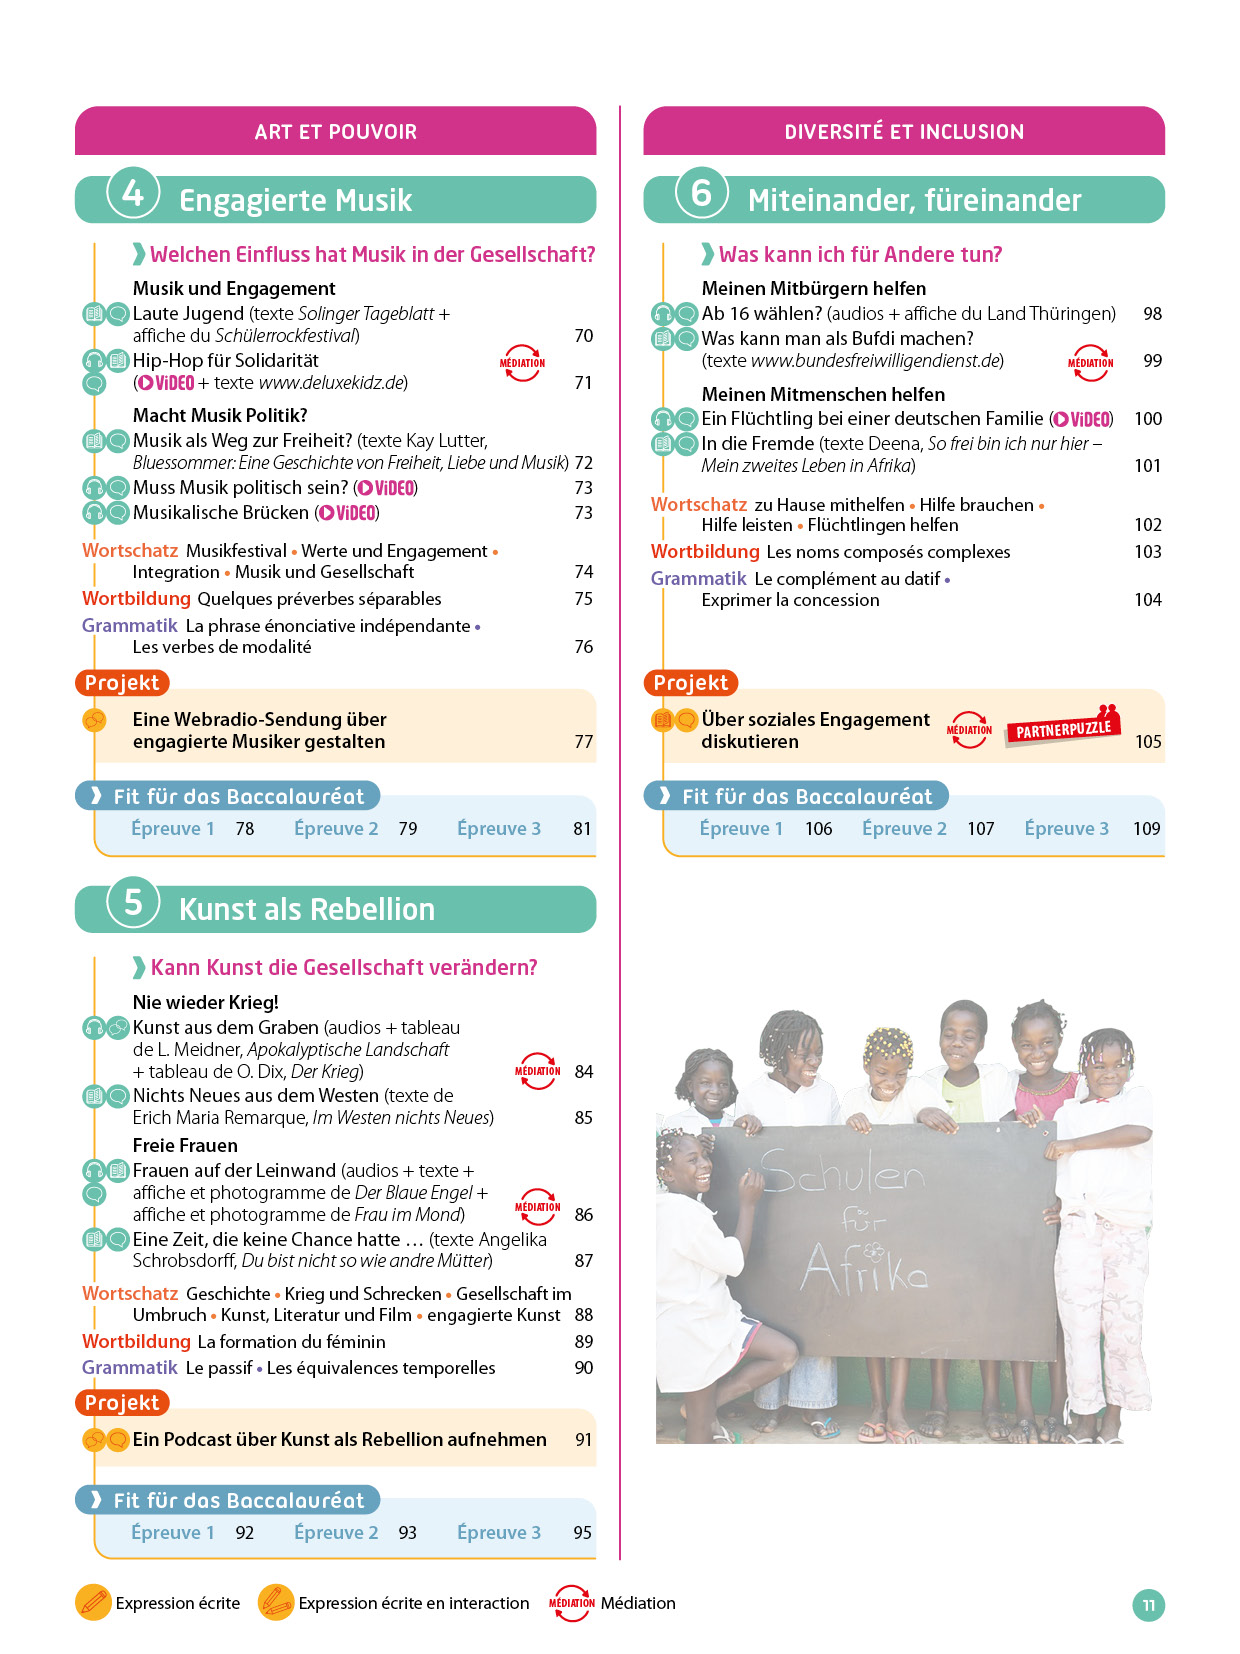 ART ET POUVOIR
4 Engagierte Musik
Welchen Einfluss hat Musik in der Gesellschaft?
Musik und Engagement
Laute Jugend (texte Solinger Tageblatt +
affiche du Schülerrockfestival) 70
Hip-Hop für Solidarität
MÉDIATION
(VIDEO + texte www.deluxekidz.de) 71
Macht Musik Politik?
Musik als Weg zur Freiheit? (texte Kay Lutter,
Bluessommer: Eine Geschichte von Freiheit, Liebe und Musik) 72
Muss Musik politisch sein? (VIDEO) 73
Musikalische Brücken (VIDEO) 73
Wortschatz Musikfestival • Werte und Engagement •
Integration • Musik und Gesellschaft 74
Wortbildung Quelques préverbes séparables 75
Grammatik La phrase énonciative indépendante •
Les verbes de modalité 76
Projekt
Eine Webradio-Sendung über
engagierte Musiker gestalten 77
Fit für das Baccalauréat
Épreuve 1 78 Épreuve 2 79 Épreuve 3 81
5 Kunst als Rebellion
Kann Kunst die Gesellschaft verändern?
Nie wieder Krieg!
Kunst aus dem Graben (audios + tableau
de L. Meidner, Apokalyptische Landschaft
+ tableau de O. Dix, Der Krieg) MÉDIATION 84
Nichts Neues aus dem Westen (texte de
Erich Maria Remarque, Im Westen nichts Neues) 85
Freie Frauen
Frauen auf der Leinwand (audios + texte +
affiche et photogramme de Der Blaue Engel +
affiche et photogramme de Frau im Mond) MÉDIATION 86
Eine Zeit, die keine Chance hatte … (texte Angelika
Schrobsdorff, Du bist nicht so wie andre Mütter) 87
Wortschatz Geschichte • Krieg und Schrecken • Gesellschaft im
Umbruch • Kunst, Literatur und Film • engagierte Kunst 88
Wortbildung La formation du féminin 89
Grammatik Le passif • Les équivalences temporelles 90
Projekt
Ein Podcast über Kunst als Rebellion aufnehmen 91
Fit für das Baccalauréat
Épreuve 1 92 Épreuve 2 93 Épreuve 3 95
DIVERSITÉ ET INCLUSION
6 Miteinander, füreinander
Was kann ich für Andere tun?
Meinen Mitbürgern helfen
Ab 16 wählen? (audios + affiche du Land Thüringen) 98
Was kann man als Bufdi machen?
(texte www.bundesfreiwilligendienst.de) MÉDIATION 99
Meinen Mitmenschen helfen
Ein Flüchtling bei einer deutschen Familie (VIDEO) 100
In die Fremde (texte Deena, So frei bin ich nur hier –
Mein zweites Leben in Afrika) 101
Wortschatz zu Hause mithelfen • Hilfe brauchen •
Hilfe leisten • Flüchtlingen helfen 102
Wortbildung Les noms composés complexes 103
Grammatik Le complément au datif •
Exprimer la concession 104
Projekt
Über soziales Engagement
diskutieren MÉDIATION PARTNERPUZZLE 105
Fit für das Baccalauréat
Épreuve 1 106 Épreuve 2 107 Épreuve 3 109
Schulen
für
Afrika
Expression écrite Expression écrite en interaction MÉDIATION Médiation
11